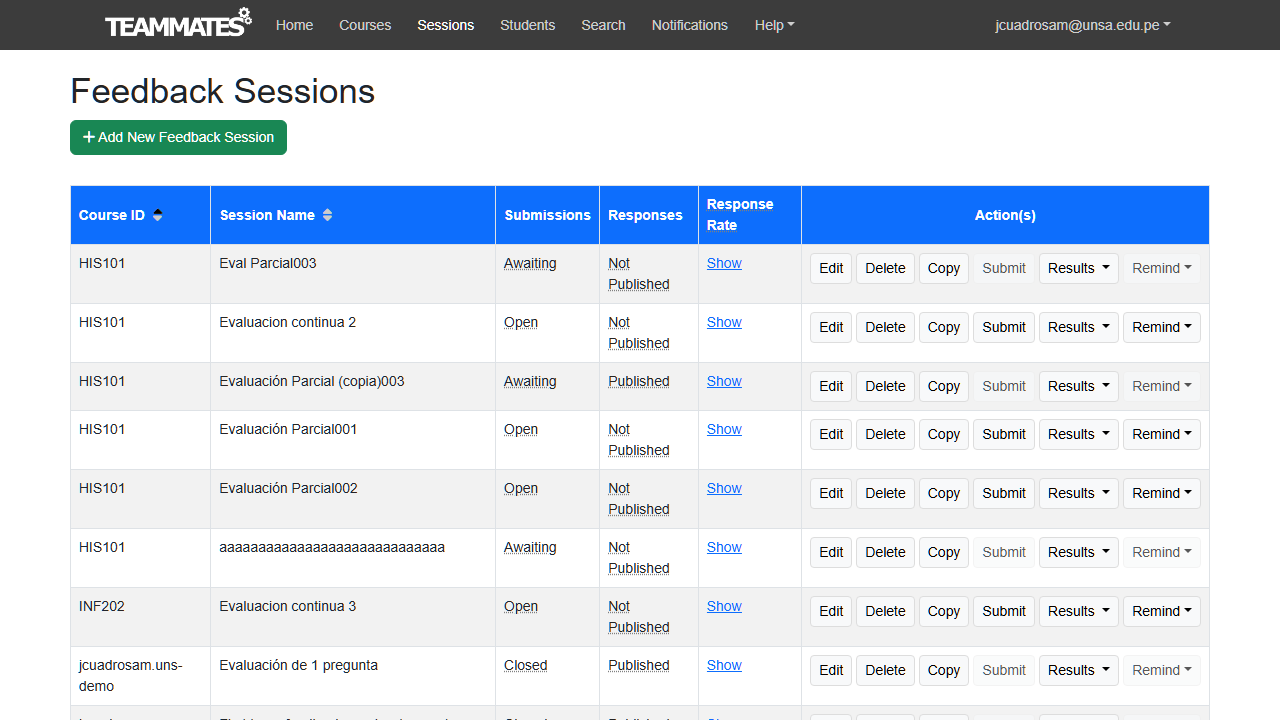 TEAMMATES Home Courses Sessions Students Search Notifications Help jcuadrosam@unsa.edu.pe
Feedback Sessions
+ Add New Feedback Session
Course ID Session Name Submissions Responses Response Rate Action(s)
HIS101 Eval Parcial003 Awaiting Not Published Show Edit Delete Copy Submit Results Remind
HIS101 Evaluacion continua 2 Open Not Published Show Edit Delete Copy Submit Results Remind
HIS101 Evaluación Parcial (copia)003 Awaiting Published Show Edit Delete Copy Submit Results Remind
HIS101 Evaluación Parcial001 Open Not Published Show Edit Delete Copy Submit Results Remind
HIS101 Evaluación Parcial002 Open Not Published Show Edit Delete Copy Submit Results Remind
HIS101 aaaaaaaaaaaaaaaaaaaaaaaaaaaaa Awaiting Not Published Show Edit Delete Copy Submit Results Remind
INF202 Evaluacion continua 3 Open Not Published Show Edit Delete Copy Submit Results Remind
jcuadrosam.uns-demo Evaluación de 1 pregunta Closed Published Show Edit Delete Copy Submit Results Remind